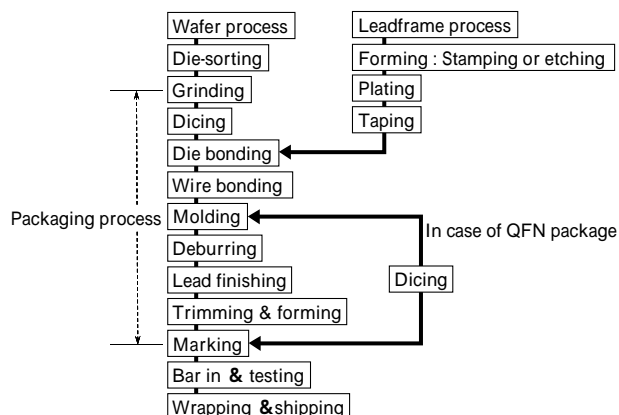 Wafer process
Die-sorting
Grinding
Dicing
Die bonding
Wire bonding
Molding
Deburring
Lead finishing
Trimming & forming
Marking
Bar in & testing
Wrapping &shipping
Packaging process
Leadframe process
Forming : Stamping or etching
Plating
Taping
In case of QFN package
Dicing